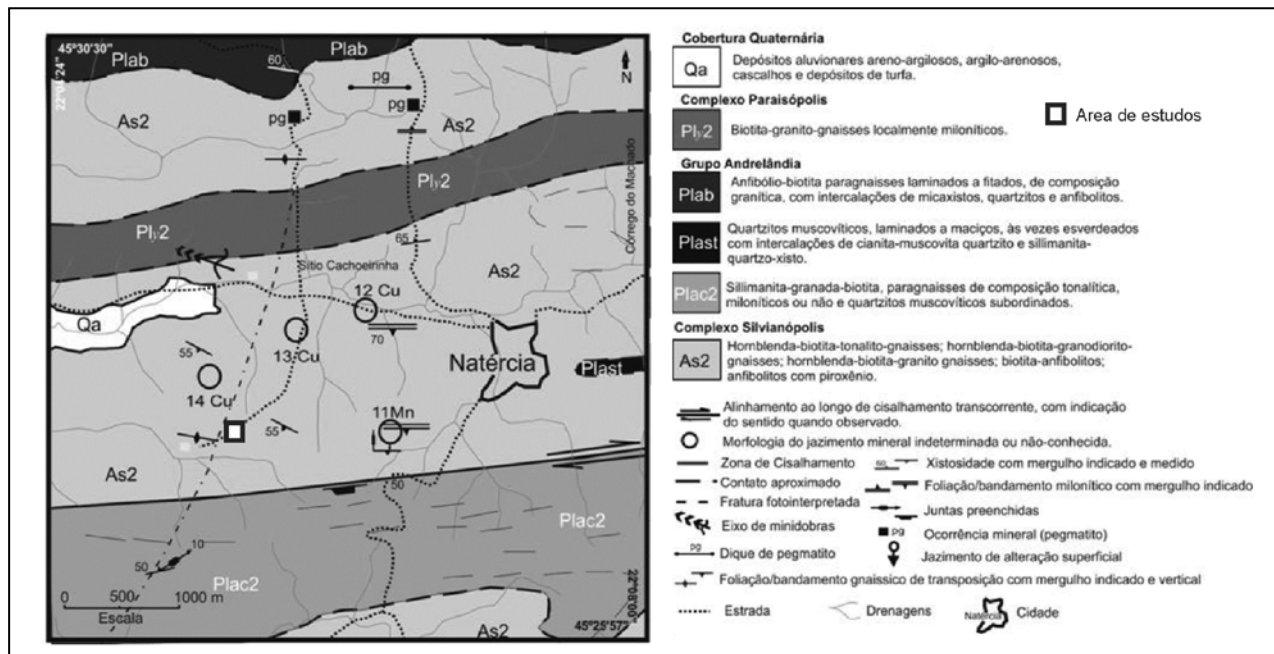 45º30'30"
Plab
Plab
60
N
pg
pg
pg
As2
As2
Plγ2
Plγ2
65
Córrego do Machado
Sítio Cachoeirinha
As2
12 Cu
Qa
70
13 Cu
55
Natércia
Plast
14 Cu
11Mn
55
As2
50
Plac2
10
50
Plac2
0 500 1000 m
Escala
As2
45º25'57"
Cobertura Quaternária
Qa
Depósitos aluvionares areno-argilosos, argilo-arenosos,
cascalhos e depósitos de turfa.
Complexo Paraisópolis
Plγ2
Biotita-granito-gnaisses localmente miloníticos.
Area de estudos
Grupo Andrelândia
Plab
Anfibólio-biotita paragnaisses laminados a fitados, de composição
granítica, com intercalações de micaxistos, quartzitos e anfibolitos.
Plast
Quartzitos muscovíticos, laminados a maciços, às vezes esverdeados
com intercalações de cianita-muscovita quartzito e sillimanita-
quartzo-xisto.
Plac2
Sillimanita-granada-biotita, paragnaisses de composição tonalítica,
miloníticos ou não e quartzitos muscovíticos subordinados.
Complexo Silvianópolis
As2
Hornblenda-biotita-tonalito-gnaisses; hornblenda-biotita-granodiorito-
gnaisses; hornblenda-biotita-granito gnaisses; biotita-anfibolitos;
anfibolitos com piroxênio.
Alinhamento ao longo de cisalhamento transcorrente, com indicação
do sentido quando observado.
Morfologia do jazimento mineral indeterminada ou não-conhecida.
Zona de Cisalhamento
60
Xistosidade com mergulho indicado e medido
Contato aproximado
Foliação/bandamento milonítico com mergulho indicado
Fratura fotointerpretada
Juntas preenchidas
Eixo de minidobras
pg
Ocorrência mineral (pegmatito)
pg
Dique de pegmatito
Jazimento de alteração superficial
Foliação/bandamento gnaissico de transposição com mergulho indicado e vertical
Estrada
Drenagens
Natércia
Cidade